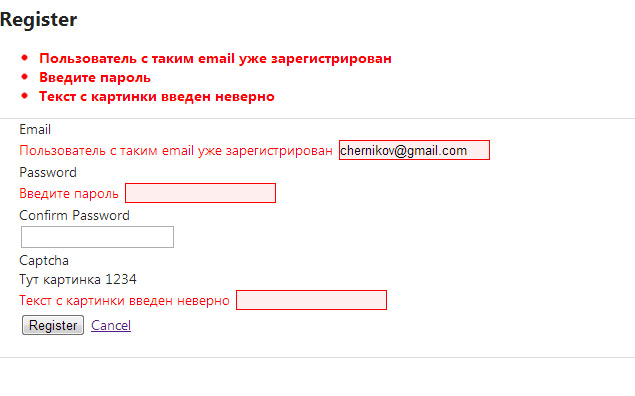 Register
Пользователь с таким email уже зарегистрирован
Введите пароль
Текст с картинки введен неверно
Email
Пользователь с таким email уже зарегистрирован chernikov@gmail.com
Password
Введите пароль
Confirm Password
Captcha
Тут картинка 1234
Текст с картинки введен неверно
Register Cancel